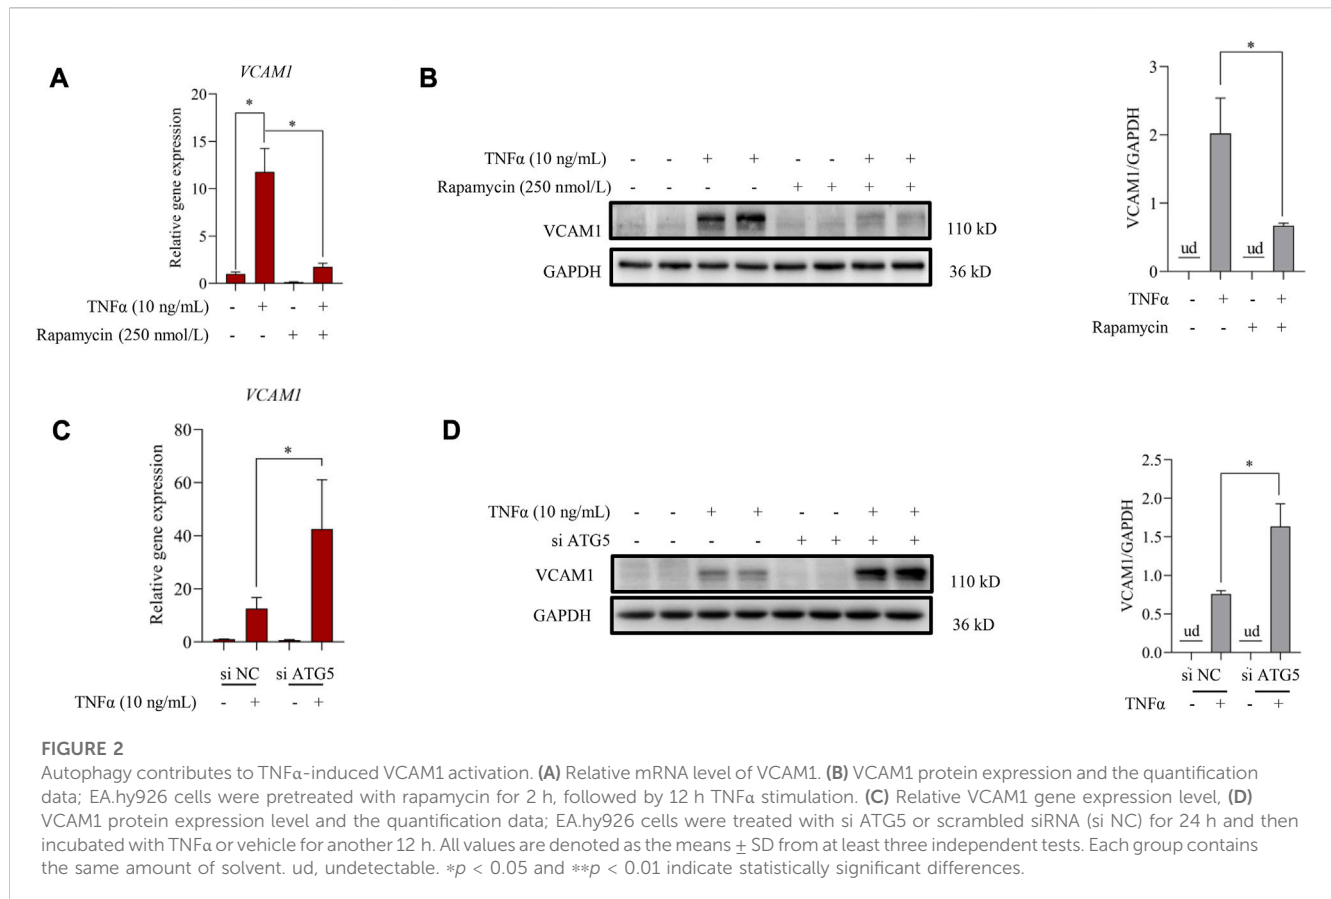 A
VCAM1
Relative gene expression
20
15
10
5
0
*
*
TNFα (10 ng/mL) - + - +
Rapamycin (250 nmol/L) - - + +
B
TNFα (10 ng/mL) - - + + - - + +
Rapamycin (250 nmol/L) - - - - + + + +
VCAM1 110 kD
GAPDH 36 kD
VCAM1/GAPDH
3
2
1
0
*
ud ud
TNFα - + - +
Rapamycin - - + +
C
VCAM1
Relative gene expression
80
60
40
20
0
*
si NC si ATG5
TNFα (10 ng/mL) - + - +
D
TNFα (10 ng/mL) - - + + - - + +
si ATG5 - - - - + + + +
VCAM1 110 kD
GAPDH 36 kD
VCAM1/GAPDH
2.5
2.0
1.5
1.0
0.5
0.0
*
ud ud
si NC si ATG5
TNFα - + - +
FIGURE 2
Autophagy contributes to TNFα-induced VCAM1 activation. (A) Relative mRNA level of VCAM1. (B) VCAM1 protein expression and the quantification
data; EA.hy926 cells were pretreated with rapamycin for 2 h, followed by 12 h TNFα stimulation. (C) Relative VCAM1 gene expression level, (D)
VCAM1 protein expression level and the quantification data; EA.hy926 cells were treated with si ATG5 or scrambled siRNA (si NC) for 24 h and then
incubated with TNFα or vehicle for another 12 h. All values are denoted as the means ± SD from at least three independent tests. Each group contains
the same amount of solvent. ud, undetectable. *p < 0.05 and **p < 0.01 indicate statistically significant differences.